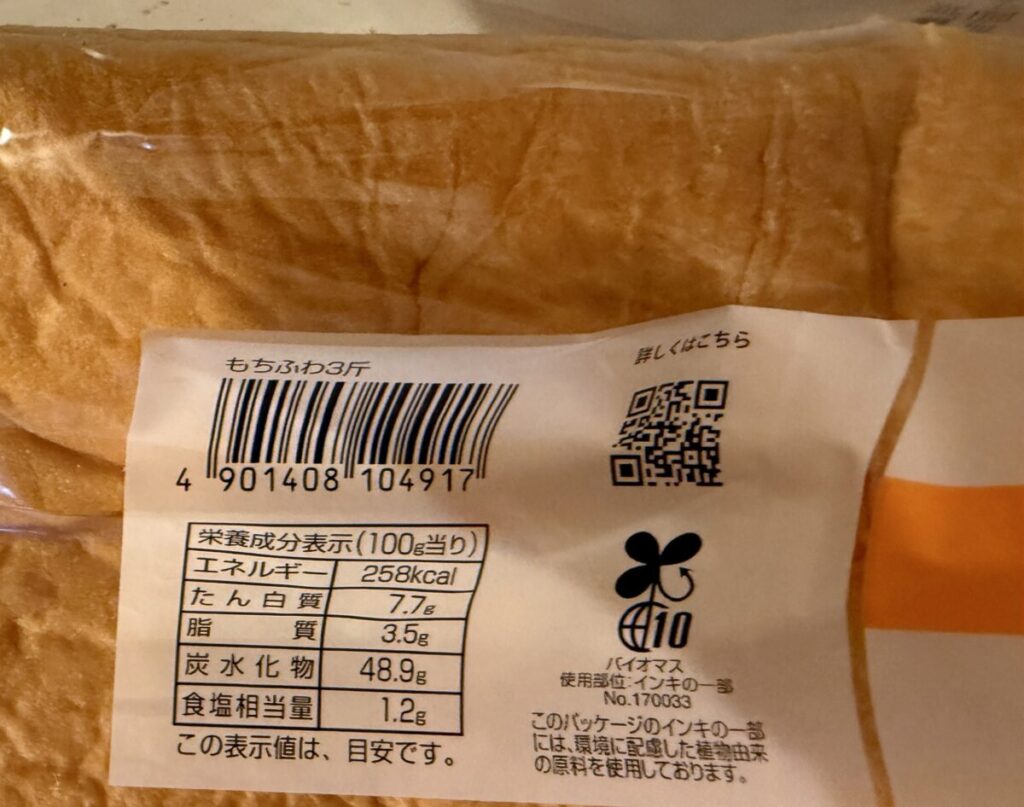 もちふわ3斤
4 901408 104917
詳しくはこちら
栄養成分表示(100g当り)
エネルギー 258kcal
たん白質 7.7g
脂質 3.5g
炭水化物 48.9g
食塩相当量 1.2g
この表示値は、目安です。
10
バイオマス
使用部位:インキの一部
No.170033
このパッケージのインキの一部
には、環境に配慮した植物由来
の原料を使用しております。